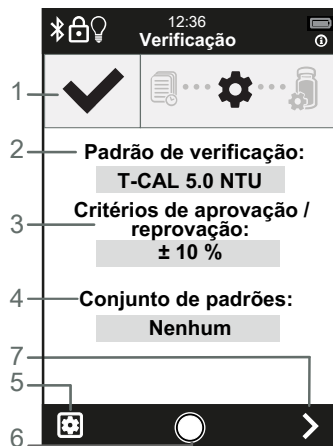 12:36
Verificação
1
2
Padrão de verificação:
T-CAL 5.0 NTU
3
Critérios de aprovação /
reprovação:
± 10 %
4
Conjunto de padrões:
Nenhum
7
5
6